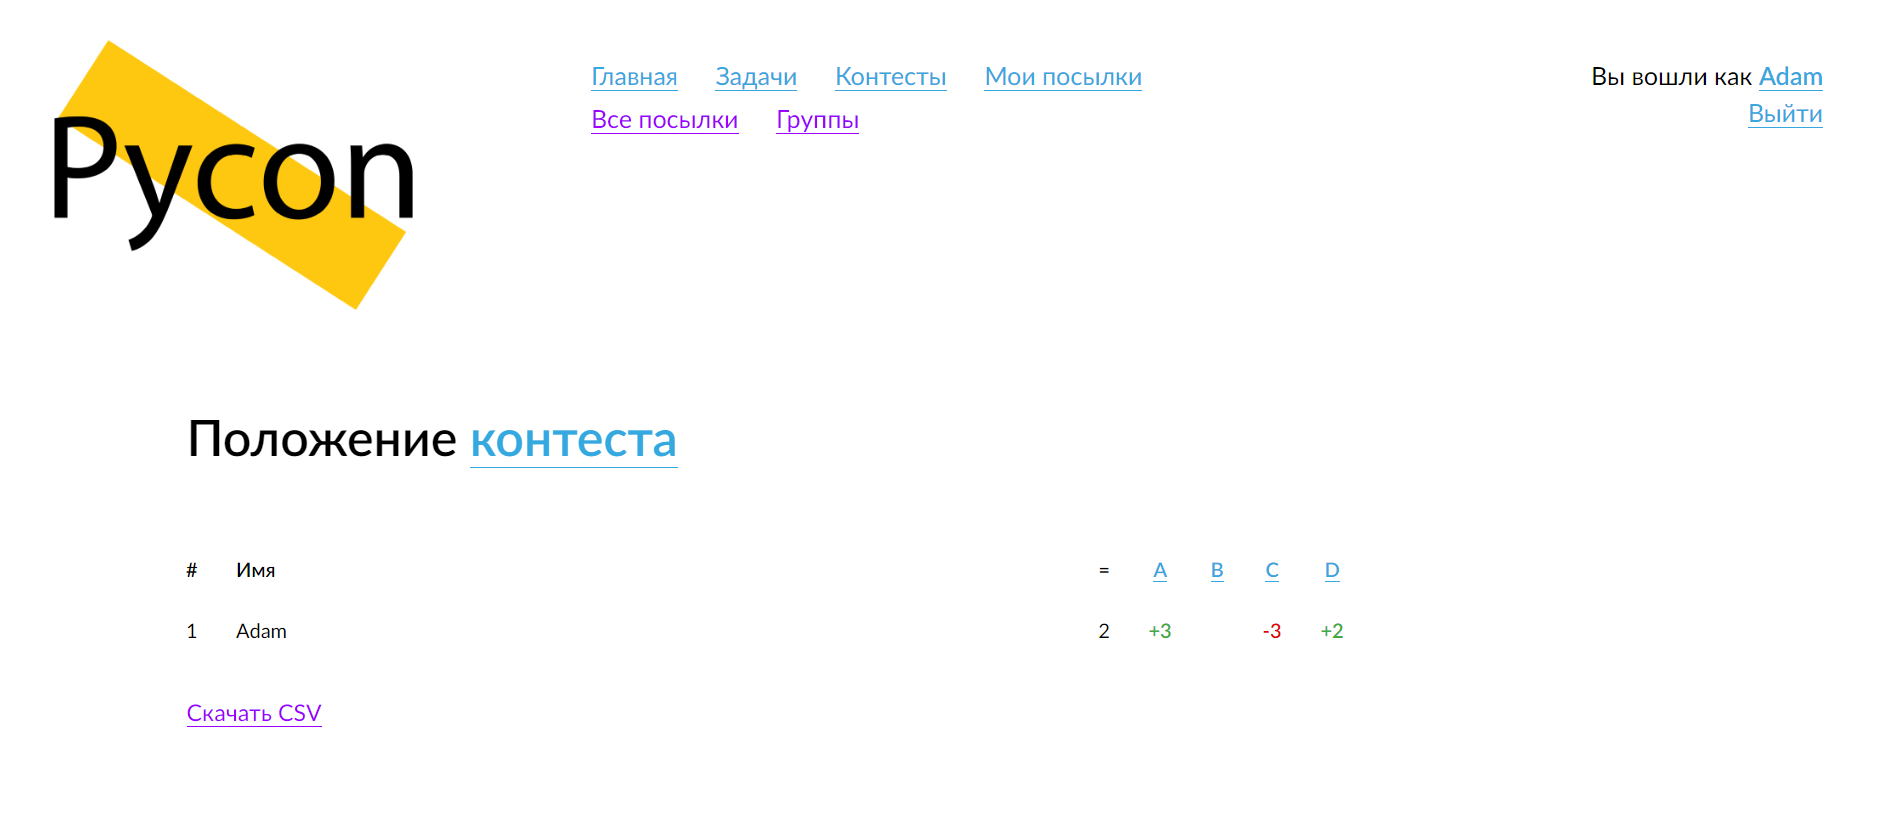 Pycon
Главная Задачи Контесты Мои посылки
Все посылки Группы
Вы вошли как Adam
Выйти
Положение контеста
# Имя = A B C D
1 Adam 2 +3 -3 +2
Скачать CSV